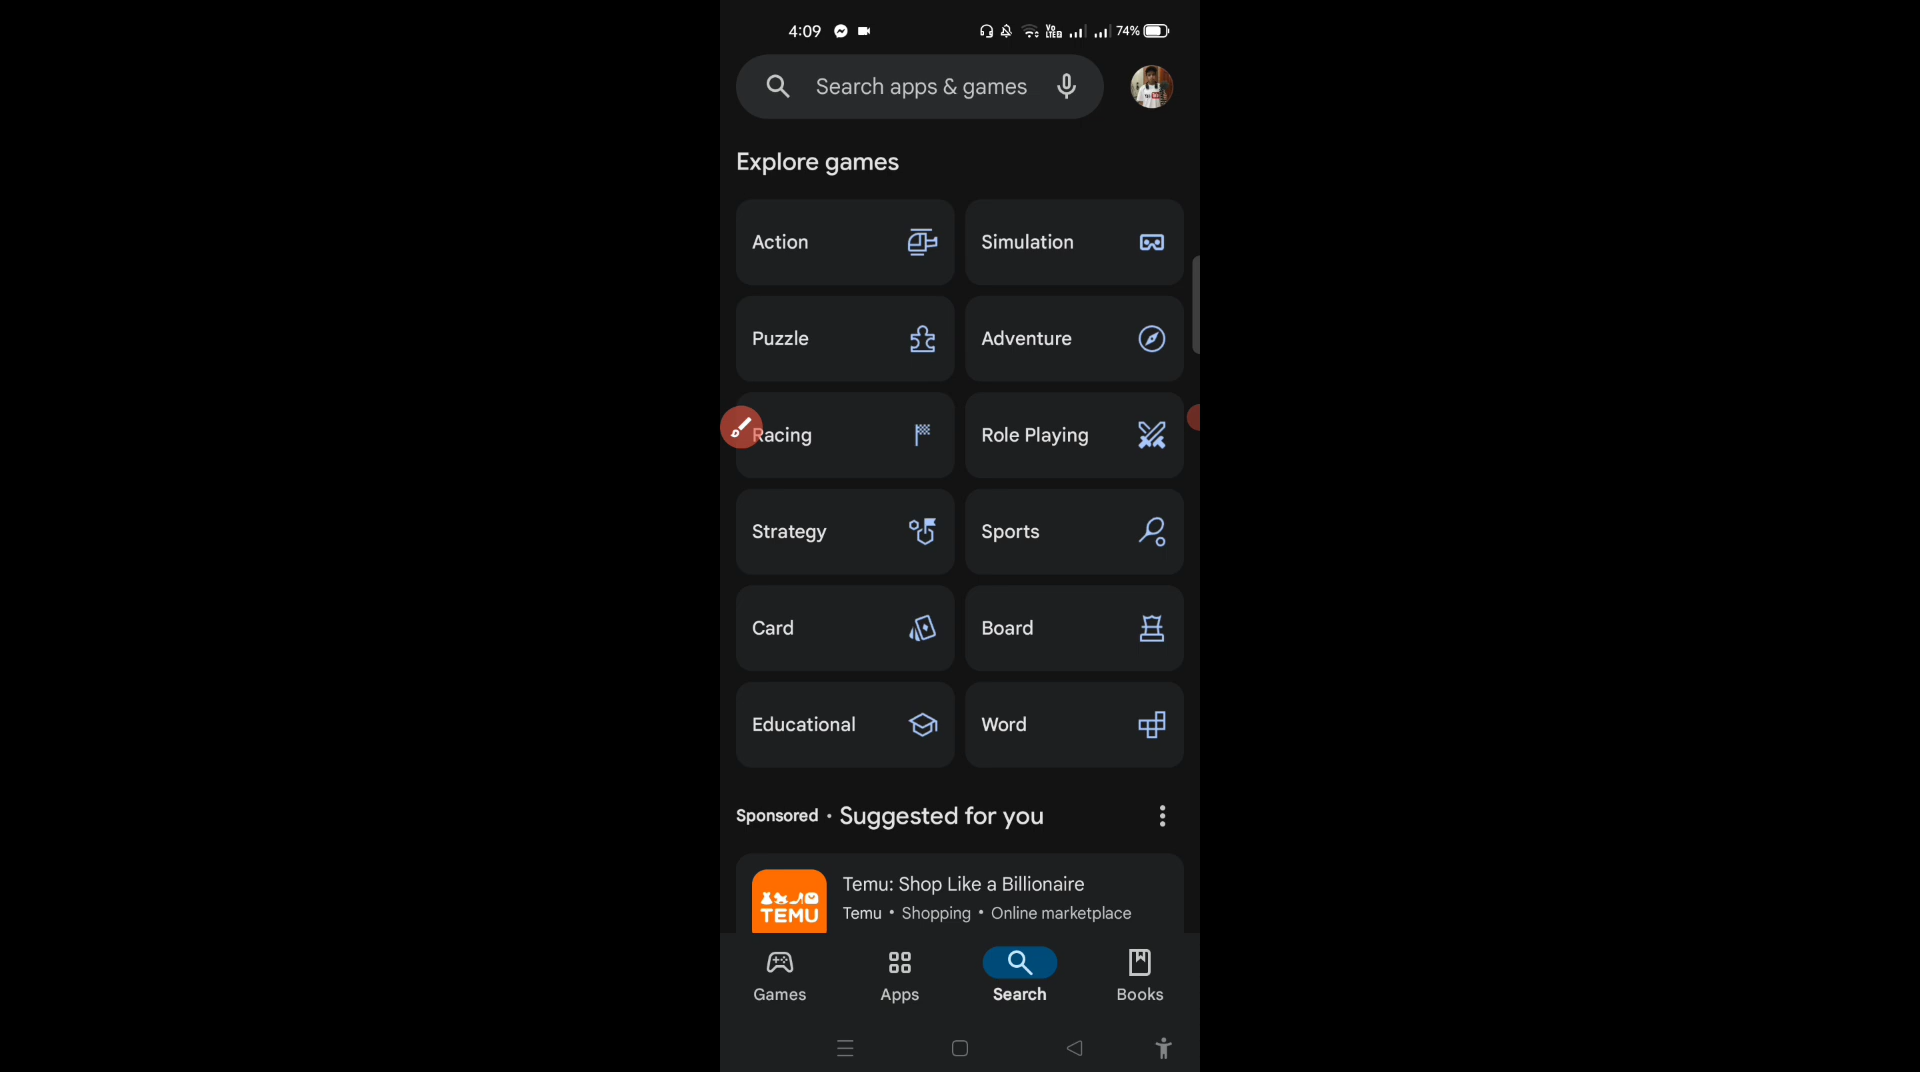 4:09 Vo LTE 74%
Search apps & games
Explore games
Action Simulation
Puzzle Adventure
Racing Role Playing
Strategy Sports
Card Board
Educational Word
Sponsored • Suggested for you
Temu: Shop Like a Billionaire
TEMU Temu • Shopping • Online marketplace
Games Apps Search Books